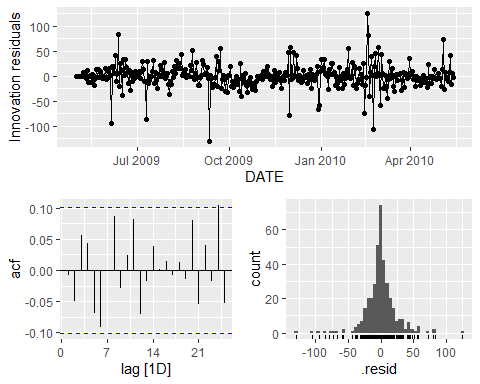 Innovation residuals
100
50
0
-50
-100
Jul 2009
Oct 2009
Jan 2010
Apr 2010
DATE
acf
0.10
0.05
0.00
-0.05
-0.10
0
7
14
21
lag [1D]
count
60
40
20
0
-100
-50
0
50
100
.resid